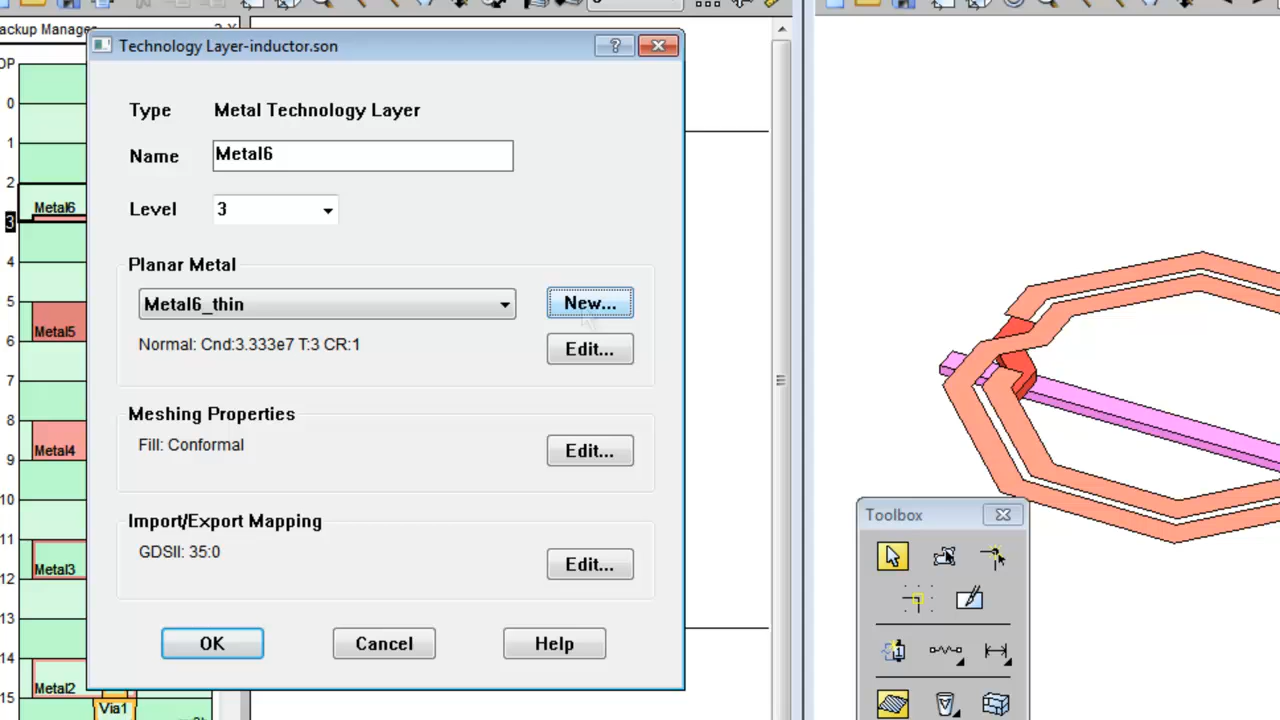 ackup Manage
Technology Layer-inductor.son
OP
0
1
2
3
4
5
6
7
8
9
10
11
12
13
14
15
Metal6
Metal5
Metal4
Metal3
Metal2
Via1
Type Metal Technology Layer
Name Metal6
Level 3
Planar Metal
Metal6_thin New...
Normal: Cnd:3.333e7 T:3 CR:1 Edit...
Meshing Properties
Fill: Conformal Edit...
Import/Export Mapping
GDSII: 35:0 Edit...
OK Cancel Help
Toolbox